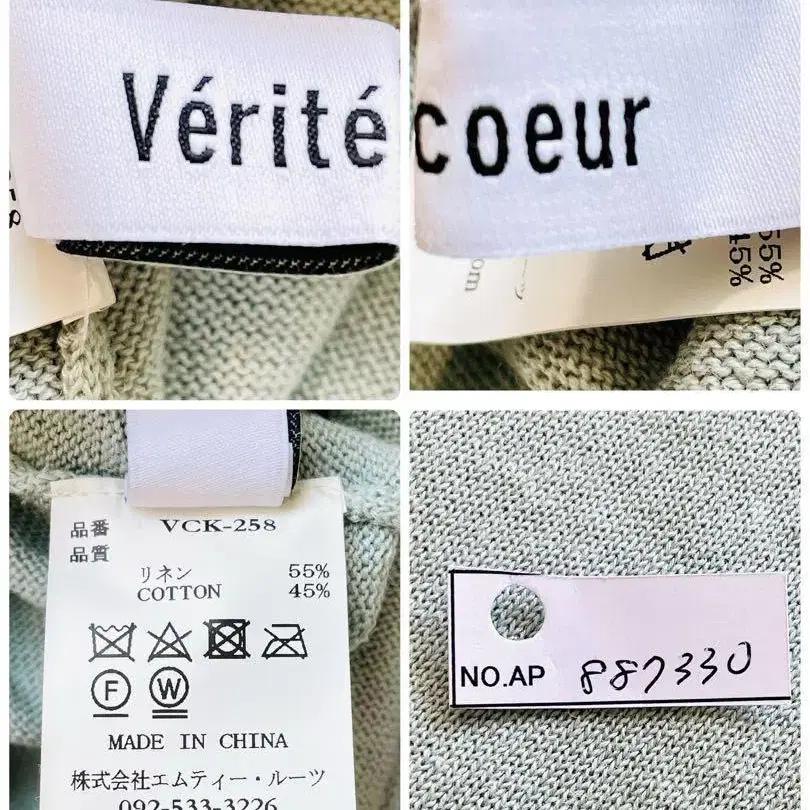 Vérité
coeur
55%
45%
品番 VCK-258
品質
リネン 55%
COTTON 45%
F W
MADE IN CHINA
株式会社エムティー・ルーツ
092-533-3226
NO.AP 887330